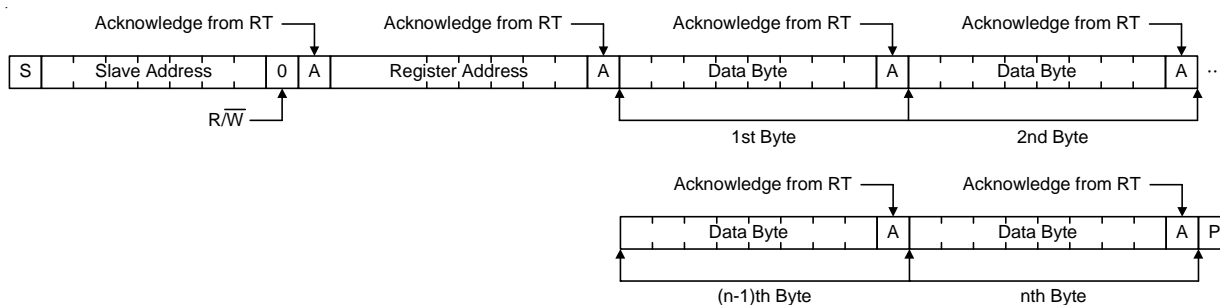 Acknowledge from RT Acknowledge from RT Acknowledge from RT Acknowledge from RT
S Slave Address 0 A Register Address A Data Byte A Data Byte A ..
R/W̅
1st Byte 2nd Byte
Acknowledge from RT Acknowledge from RT
Data Byte A Data Byte A P
(n-1)th Byte nth Byte